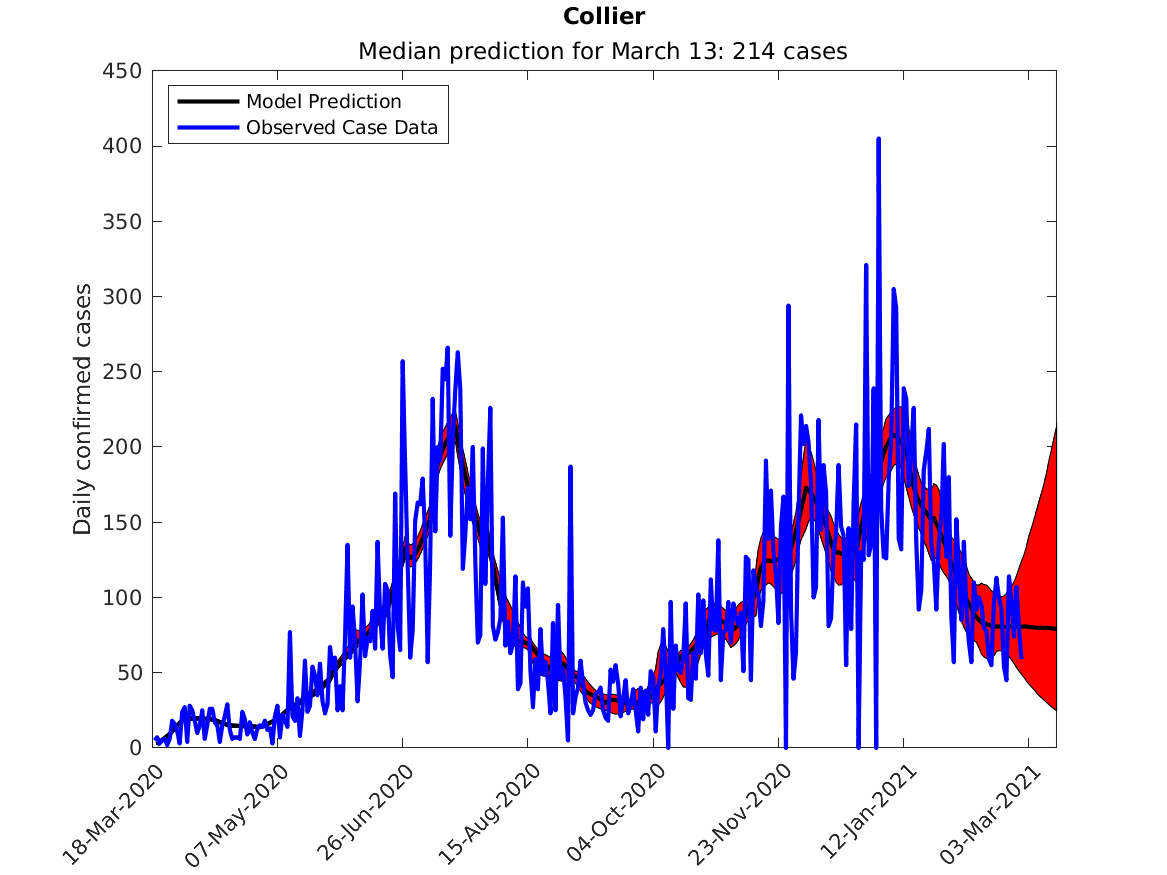 Collier
Median prediction for March 13: 214 cases
Model Prediction
Observed Case Data
Daily confirmed cases
450
400
350
300
250
200
150
100
50
0
18-Mar-2020
07-May-2020
26-Jun-2020
15-Aug-2020
04-Oct-2020
23-Nov-2020
12-Jan-2021
03-Mar-2021